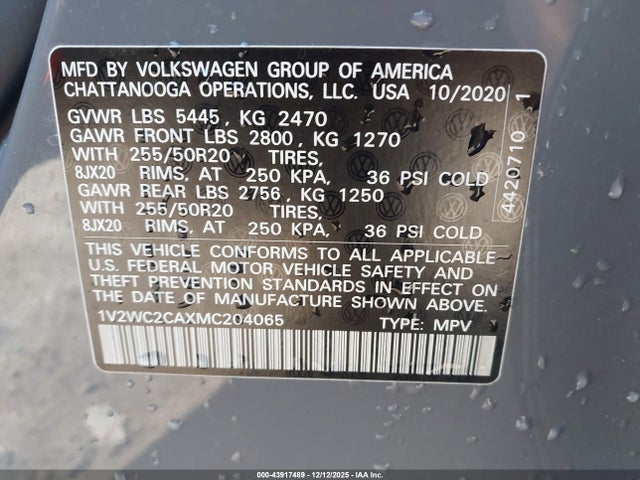 MFD BY VOLKSWAGEN GROUP OF AMERICA
CHATTANOOGA OPERATIONS, LLC. USA 10/2020
GVWR LBS 5445, KG 2470
GAWR FRONT LBS 2800, KG 1270
WITH 255/50R20 TIRES,
8JX20 RIMS, AT 250 KPA, 36 PSI COLD
GAWR REAR LBS 2756, KG 1250
WITH 255/50R20 TIRES,
8JX20 RIMS, AT 250 KPA, 36 PSI COLD
THIS VEHICLE CONFORMS TO ALL APPLICABLE
U.S. FEDERAL MOTOR VEHICLE SAFETY AND
THEFT PREVENTION STANDARDS IN EFFECT ON
THE DATE OF MANUFACTURE SHOWN ABOVE.
1V2WC2CAXMC204065 TYPE: MPV
4420710 1
000-43917489 - 12/12/2025 - IAAI.com